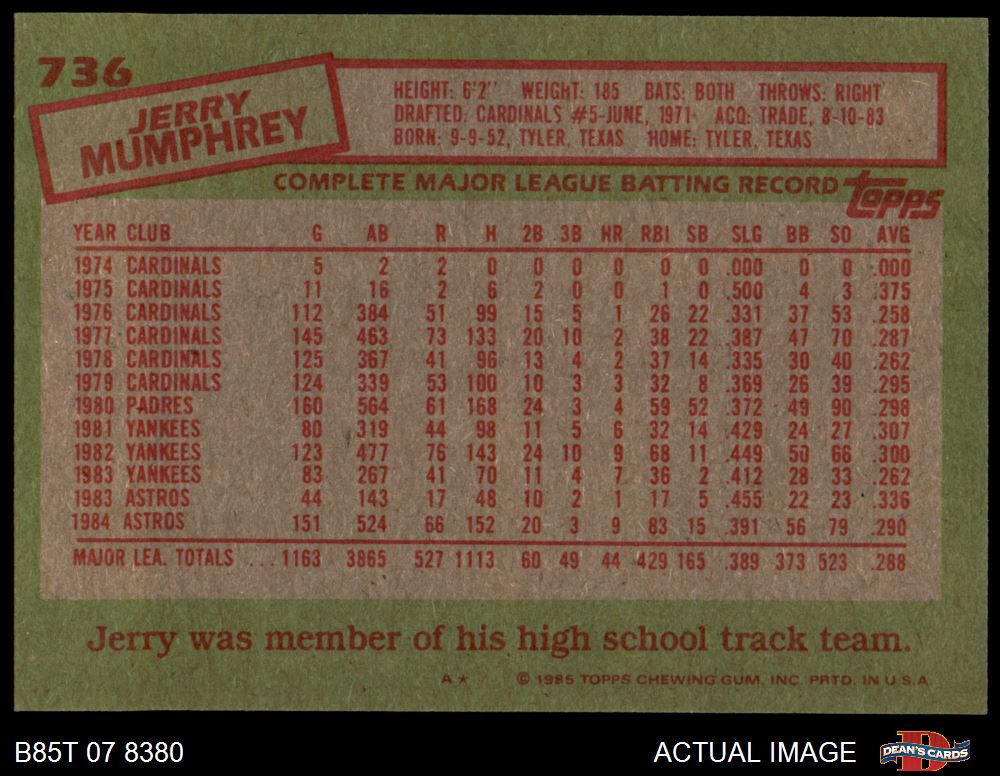 736
JERRY
MUMPHREY
HEIGHT: 6'2" WEIGHT: 185 BATS: BOTH THROWS: RIGHT
DRAFTED: CARDINALS #5-JUNE, 1971 ACQ: TRADE, 8-10-83
BORN: 9-9-52, TYLER, TEXAS HOME: TYLER, TEXAS
COMPLETE MAJOR LEAGUE BATTING RECORD topps
YEAR CLUB G AB R H 2B 3B HR RBI SB SLG BB SO AVG
1974 CARDINALS 5 2 2 0 0 0 0 0 0 .000 0 0 .000
1975 CARDINALS 11 16 2 6 2 0 0 1 0 .500 4 3 .375
1976 CARDINALS 112 384 51 99 15 5 1 26 22 .331 37 53 .258
1977 CARDINALS 145 463 73 133 20 10 2 38 22 .387 47 70 .287
1978 CARDINALS 125 367 41 96 13 4 2 37 14 .335 30 40 .262
1979 CARDINALS 124 339 53 100 10 3 3 32 8 .369 26 39 .295
1980 PADRES 160 564 61 168 24 3 4 59 52 .372 49 90 .298
1981 YANKEES 80 319 44 98 11 5 6 32 14 .429 24 27 .307
1982 YANKEES 123 477 76 143 24 10 9 68 11 .449 50 66 .300
1983 YANKEES 83 267 41 70 11 4 7 36 2 .412 28 33 .262
1983 ASTROS 44 143 17 48 10 2 1 17 5 .455 22 23 .336
1984 ASTROS 151 524 66 152 20 3 9 83 15 .391 56 79 .290
MAJOR LEA. TOTALS ... 1163 3865 527 1113 60 49 44 429 165 .389 373 523 .288
Jerry was member of his high school track team.
A* © 1985 TOPPS CHEWING GUM, INC. PRTD. IN U.S.A.
B85T 07 8380 ACTUAL IMAGE DEAN'S CARDS